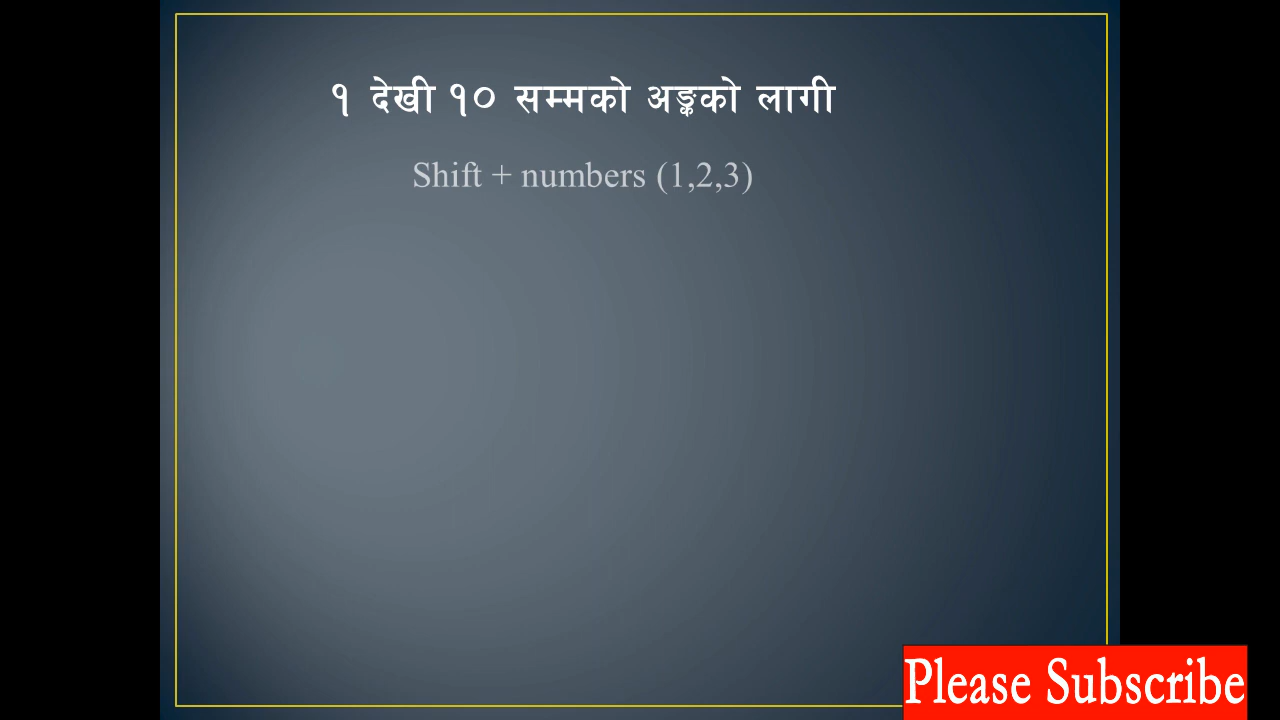 १ देखी १० सम्मको अङ्कको लागी
Shift + numbers (1,2,3)
Please Subscribe